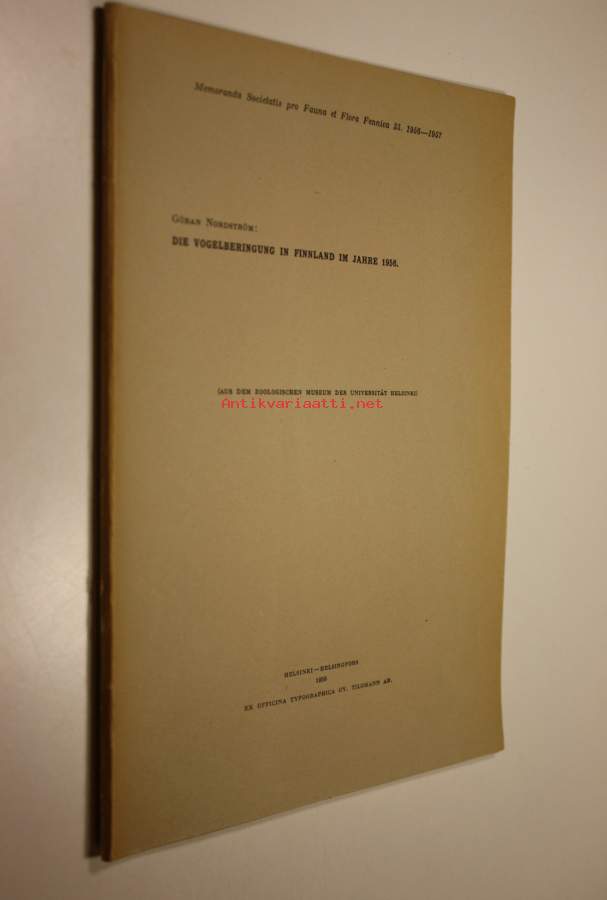 Memoranda Societatis pro Fauna et Flora Fennica 31. 1956—1957
Göran Nordström:
DIE VOGELBERINGUNG IN FINNLAND IM JAHRE 1956.
(AUS DEM ZOOLOGISCHEN MUSEUM DER UNIVERSITÄT HELSINKI)
Antikvariaatti.net
HELSINKI—HELSINGFORS
EX OFFICINA TYPOGRAPHICA OY. TILGMANN AB.